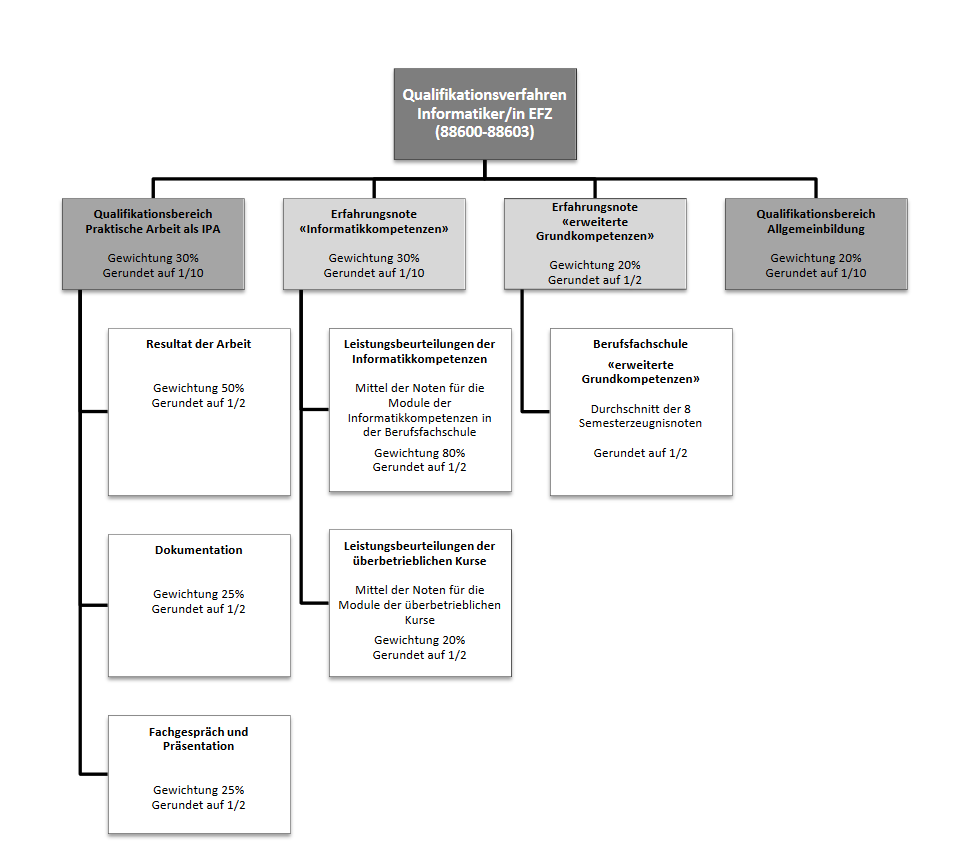 Qualifikationsverfahren
Informatiker/in EFZ
(88600-88603)
Qualifikationsbereich
Praktische Arbeit als IPA
Gewichtung 30%
Gerundet auf 1/10
Erfahrungsnote
«Informatikkompetenzen»
Gewichtung 30%
Gerundet auf 1/10
Erfahrungsnote
«erweiterte
Grundkompetenzen»
Gewichtung 20%
Gerundet auf 1/2
Qualifikationsbereich
Allgemeinbildung
Gewichtung 20%
Gerundet auf 1/10
Resultat der Arbeit
Gewichtung 50%
Gerundet auf 1/2
Leistungsbeurteilungen der
Informatikkompetenzen
Mittel der Noten für die
Module der
Informatikkompetenzen in
der Berufsfachschule
Gewichtung 80%
Gerundet auf 1/2
Berufsfachschule
«erweiterte
Grundkompetenzen»
Durchschnitt der 8
Semesterzeugnisnoten
Gerundet auf 1/2
Dokumentation
Gewichtung 25%
Gerundet auf 1/2
Leistungsbeurteilungen der
überbetrieblichen Kurse
Mittel der Noten für die
Module der überbetrieblichen
Kurse
Gewichtung 20%
Gerundet auf 1/2
Fachgespräch und
Präsentation
Gewichtung 25%
Gerundet auf 1/2